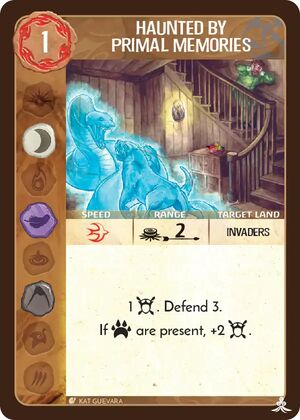 1
HAUNTED BY
PRIMAL MEMORIES
SPEED RANGE TARGET LAND
2 INVADERS
1 . Defend 3.
If are present, +2 .
KAT GUEVARA